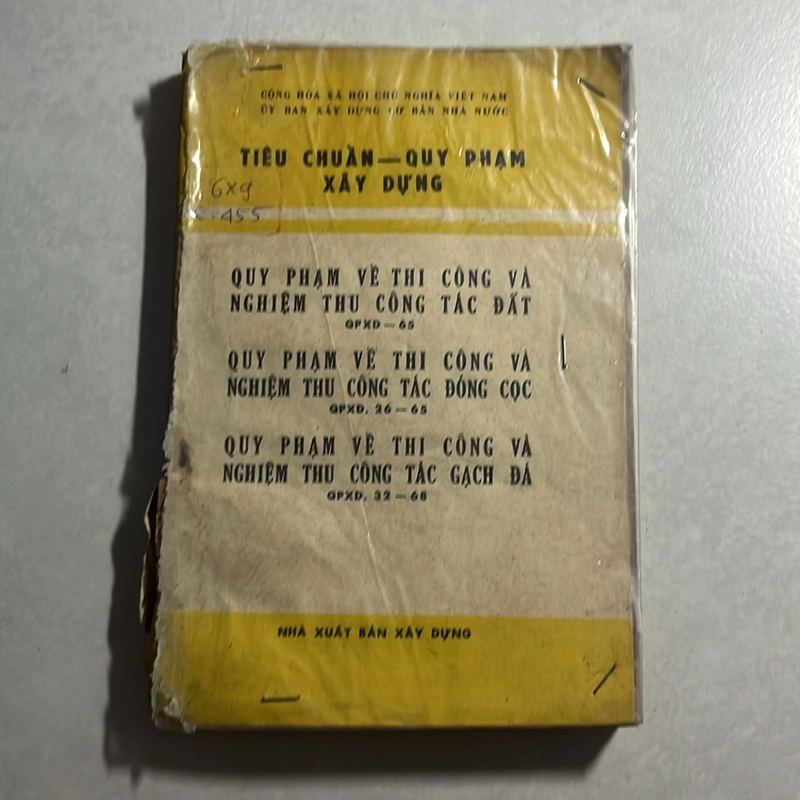 CỘNG HÒA XÃ HỘI CHỦ NGHĨA VIỆT NAM
ỦY BAN XÂY DỰNG CƠ BẢN NHÀ NƯỚC
TIÊU CHUẨN — QUY PHẠM
XÂY DỰNG
6X9
455
QUY PHẠM VỀ THI CÔNG VÀ
NGHIỆM THU CÔNG TÁC ĐẤT
QPXD — 65
QUY PHẠM VỀ THI CÔNG VÀ
NGHIỆM THU CÔNG TÁC ĐÓNG CỌC
QPXD. 26 — 65
QUY PHẠM VỀ THI CÔNG VÀ
NGHIỆM THU CÔNG TÁC GẠCH ĐÁ
QPXD. 32 — 68
NHÀ XUẤT BẢN XÂY DỰNG